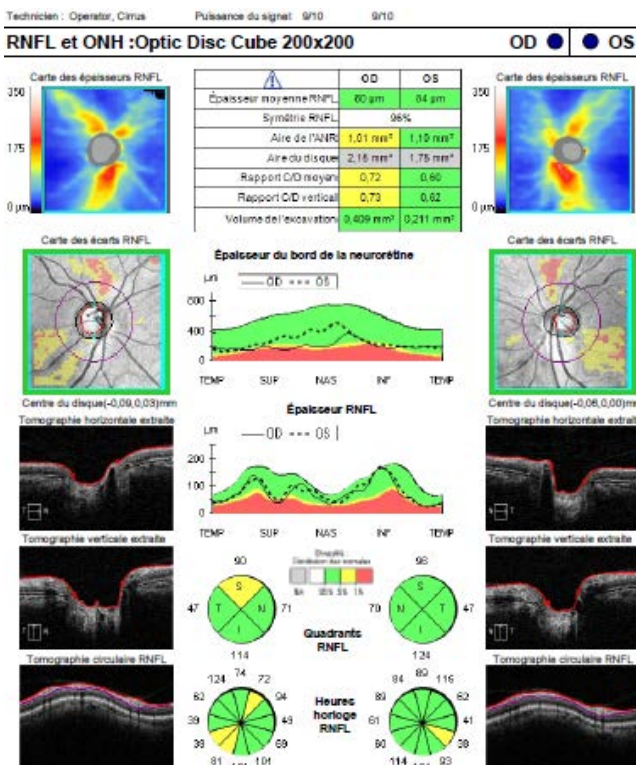 Technicien : Operator, Cirrus
Puissance du signal: 9/10 9/10
RNFL et ONH :Optic Disc Cube 200x200 OD OS
Carte des épaisseurs RNFL
350
175
0 µm
OD OS
Épaisseur moyenne RNFL 80 µm 84 µm
Symétrie RNFL 96%
Aire de l'ANR 1,01 mm² 1,10 mm²
Aire du disque 2,16 mm² 1,75 mm²
Rapport C/D moyen 0,72 0,60
Rapport C/D vertical 0,73 0,62
Volume de l'excavation 0,409 mm³ 0,211 mm³
Carte des épaisseurs RNFL
350
175
0 µm
Carte des écarts RNFL
Centre du disque(-0,09,0,03)mm
Épaisseur du bord de la neurorétine
µm OD OS
800
400
0
TEMP SUP NAS INF TEMP
Carte des écarts RNFL
Centre du disque(-0,06,0,00)mm
Tomographie horizontale extraite
Épaisseur RNFL
µm OD OS
200
100
0
TEMP SUP NAS INF TEMP
Tomographie horizontale extraite
Tomographie verticale extraite
90
S
47 T N 71
I
114
Quadrants
RNFL
96
S
70 N T 47
I
124
Tomographie verticale extraite
Tomographie circulaire RNFL
74
124 72
62 94
39 49
39 69
81 101
Heures
horloge
RNFL
89
84 116
89 62
61 41
60 38
114 93
Tomographie circulaire RNFL